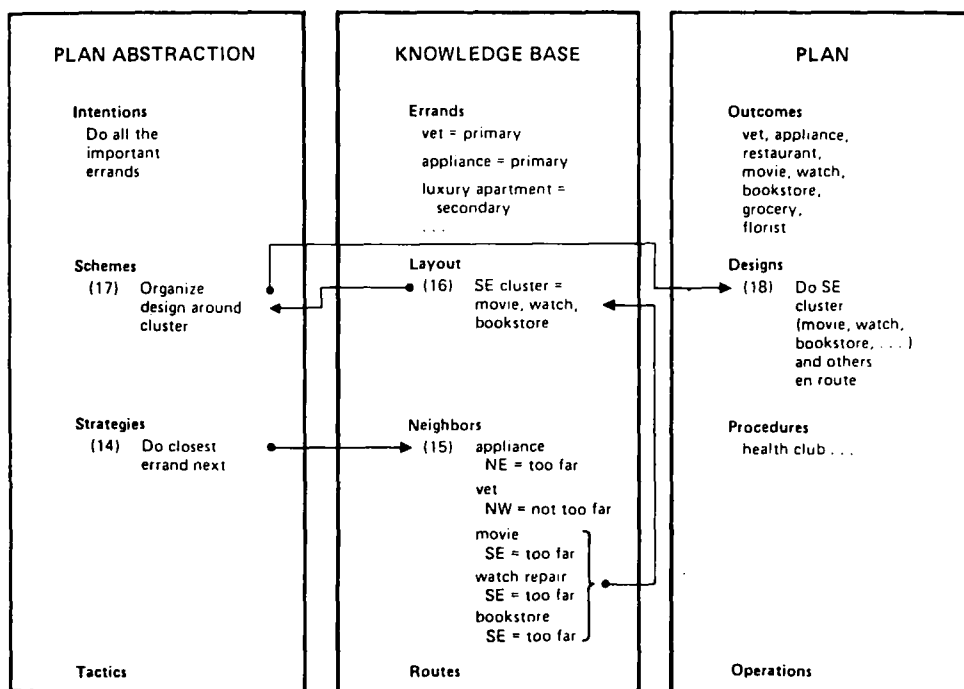 PLAN ABSTRACTION
Intentions
Do all the
important
errands
Schemes
(17) Organize
design around
cluster
Strategies
(14) Do closest
errand next
Tactics
KNOWLEDGE BASE
Errands
vet = primary
appliance = primary
luxury apartment =
secondary
. . .
Layout
(16) SE cluster =
movie, watch,
bookstore
Neighbors
(15) appliance
NE = too far
vet
NW = not too far
movie
SE = too far
watch repair
SE = too far
bookstore
SE = too far
Routes
PLAN
Outcomes
vet, appliance,
restaurant,
movie, watch,
bookstore,
grocery,
florist
Designs
(18) Do SE
cluster
(movie, watch,
bookstore, . . . )
and others
en route
Procedures
health club . . .
Operations